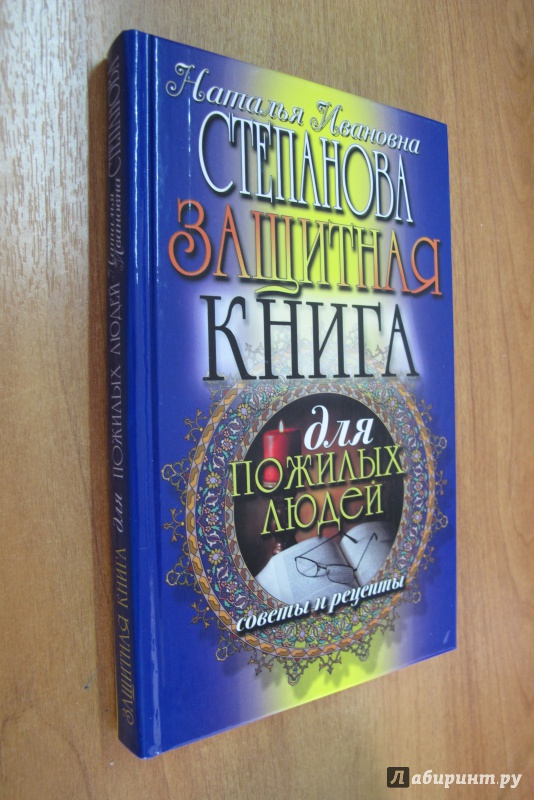 Наталья Ивановна
СТЕПАНОВА
ЗАЩИТНАЯ
КНИГА
для
ПОЖИЛЫХ
ЛЮДЕЙ
советы и рецепты
ЗАЩИТНАЯ КНИГА для ПОЖИЛЫХ ЛЮДЕЙ Наталья Ивановна СТЕПАНОВА
Лабиринт.ру